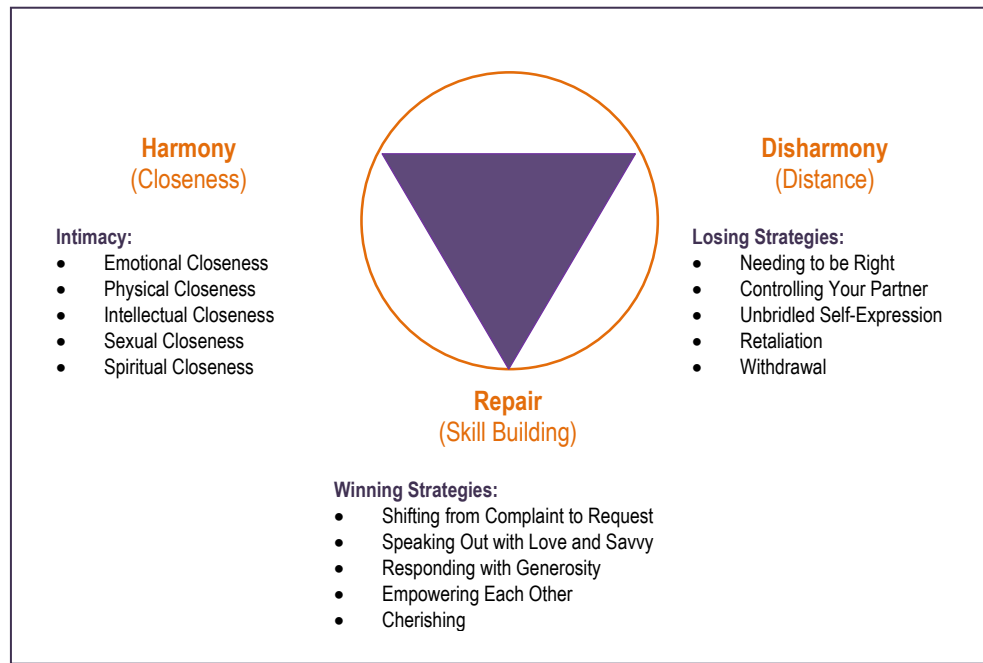 Harmony
(Closeness)
Intimacy:
• Emotional Closeness
• Physical Closeness
• Intellectual Closeness
• Sexual Closeness
• Spiritual Closeness
Disharmony
(Distance)
Losing Strategies:
• Needing to be Right
• Controlling Your Partner
• Unbridled Self-Expression
• Retaliation
• Withdrawal
Repair
(Skill Building)
Winning Strategies:
• Shifting from Complaint to Request
• Speaking Out with Love and Savvy
• Responding with Generosity
• Empowering Each Other
• Cherishing